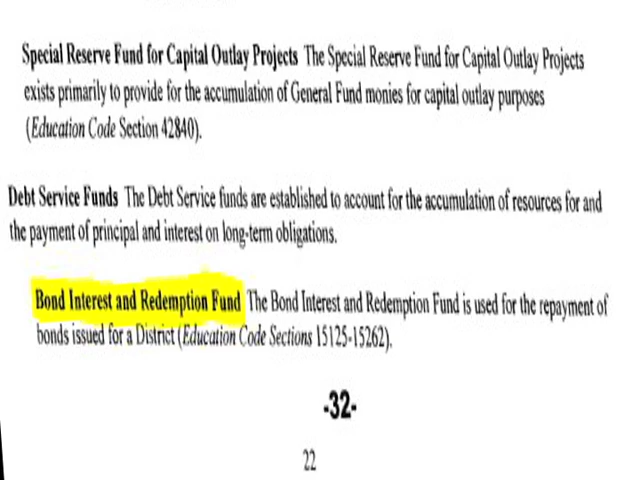 Special Reserve Fund for Capital Outlay Projects The Special Reserve Fund for Capital Outlay Projects
exists primarily to provide for the accumulation of General Fund monies for capital outlay purposes
(Education Code Section 42840).
Debt Service Funds The Debt Service funds are established to account for the accumulation of resources for and
the payment of principal and interest on long-term obligations.
Bond Interest and Redemption Fund The Bond Interest and Redemption Fund is used for the repayment of
bonds issued for a District (Education Code Sections 15125-15262).
-32-
22